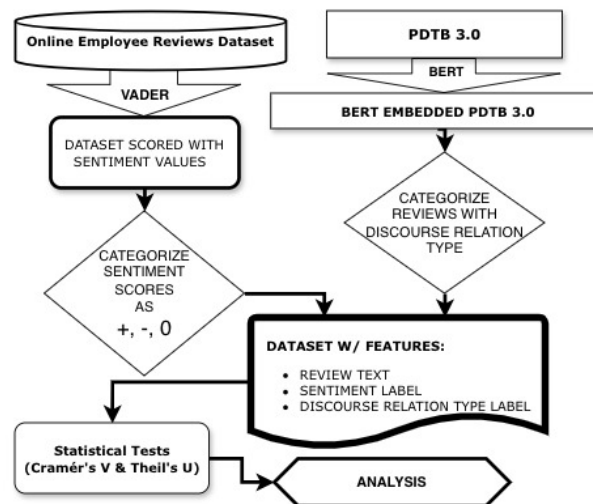 Online Employee Reviews Dataset
PDTB 3.0
VADER
BERT
DATASET SCORED WITH
SENTIMENT VALUES
BERT EMBEDDED PDTB 3.0
CATEGORIZE
SENTIMENT
SCORES
AS
+, -, 0
CATEGORIZE
REVIEWS WITH
DISCOURSE RELATION
TYPE
DATASET W/ FEATURES:
• REVIEW TEXT
• SENTIMENT LABEL
• DISCOURSE RELATION TYPE LABEL
Statistical Tests
(Cramér's V & Theil's U)
ANALYSIS